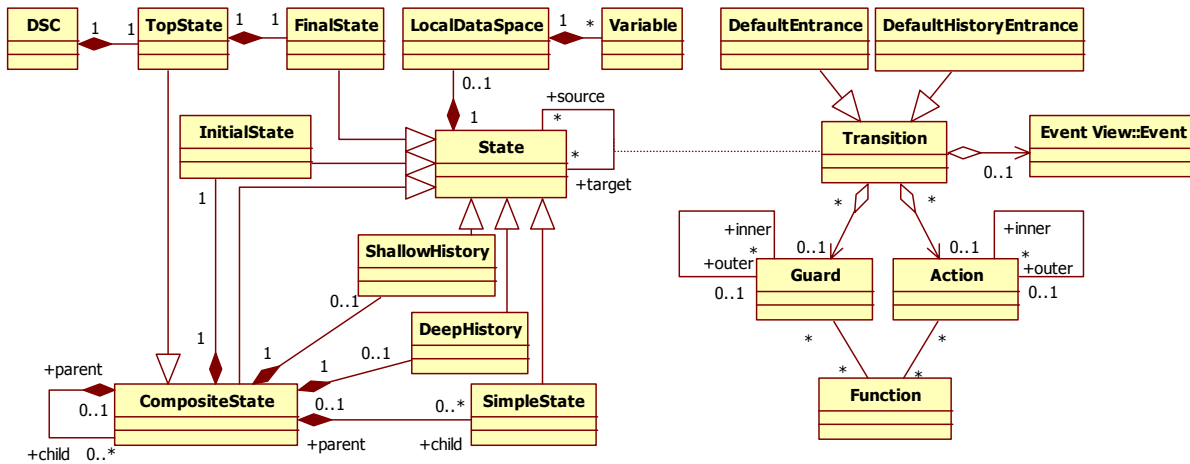 DSC
1
1
TopState
1
1
FinalState
LocalDataSpace
1
*
Variable
DefaultEntrance
DefaultHistoryEntrance
0..1
1
+source
*
InitialState
State
*
+target
Transition
0..1
Event View::Event
1
*
*
+inner
*
0..1
+outer
0..1
Guard
0..1
+inner
*
+outer
0..1
Action
ShallowHistory
0..1
DeepHistory
0..1
1
1
1
*
*
*
*
Function
+parent
0..1
CompositeState
+child
0..*
0..1
+parent
0..*
+child
SimpleState